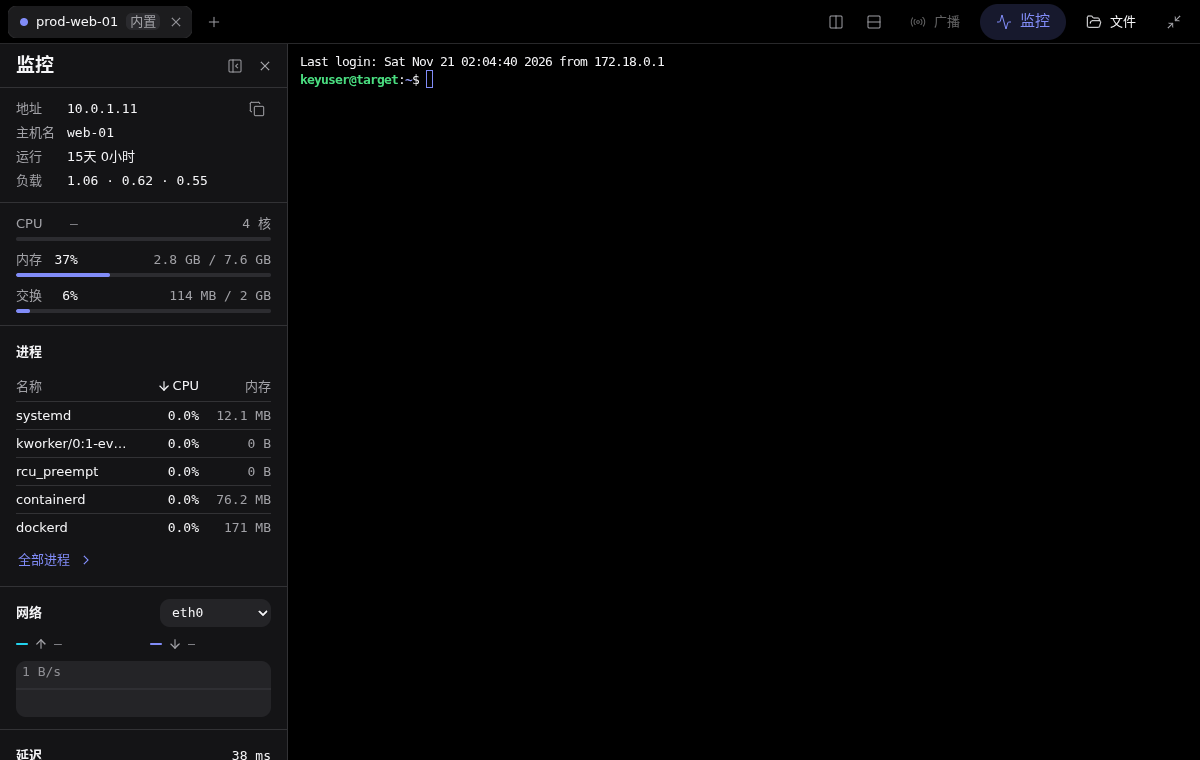 prod-web-01 内置
广播 监控 文件
监控
地址 10.0.1.11
主机名 web-01
运行 15天 0小时
负载 1.06 · 0.62 · 0.55
CPU — 4 核
内存 37% 2.8 GB / 7.6 GB
交换 6% 114 MB / 2 GB
进程
名称 CPU 内存
systemd 0.0% 12.1 MB
kworker/0:1-ev… 0.0% 0 B
rcu_preempt 0.0% 0 B
containerd 0.0% 76.2 MB
dockerd 0.0% 171 MB
全部进程
网络 eth0
— —
1 B/s
延迟 38 ms
Last login: Sat Nov 21 02:04:40 2026 from 172.18.0.1
keyuser@target:~$